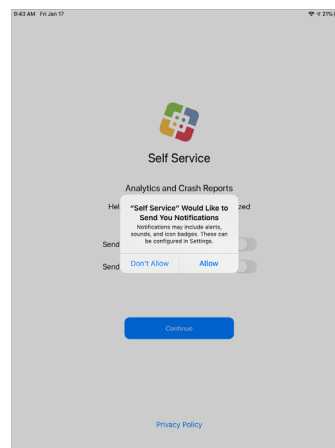 9:43 AM Fri Jan 17
21%
Self Service
Analytics and Crash Reports
Hel
zed
"Self Service" Would Like to
Send You Notifications
Notifications may include alerts,
sounds, and icon badges. These can
be configured in Settings.
Send
Send
Don't Allow
Allow
Continue
Privacy Policy